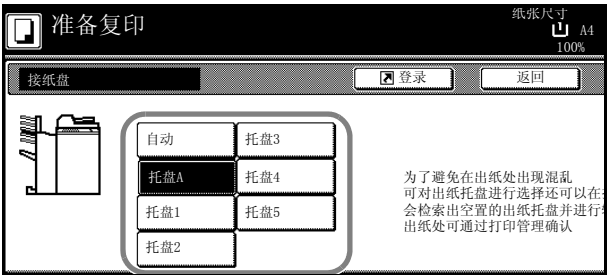 准备复印
纸张尺寸
A4
100%
接纸盘
登录
返回
自动
托盘3
托盘A
托盘4
托盘1
托盘5
托盘2
为了避免在出纸处出现混乱
可对出纸托盘进行选择还可以在
会检索出空置的出纸托盘并进行
出纸处可通过打印管理确认